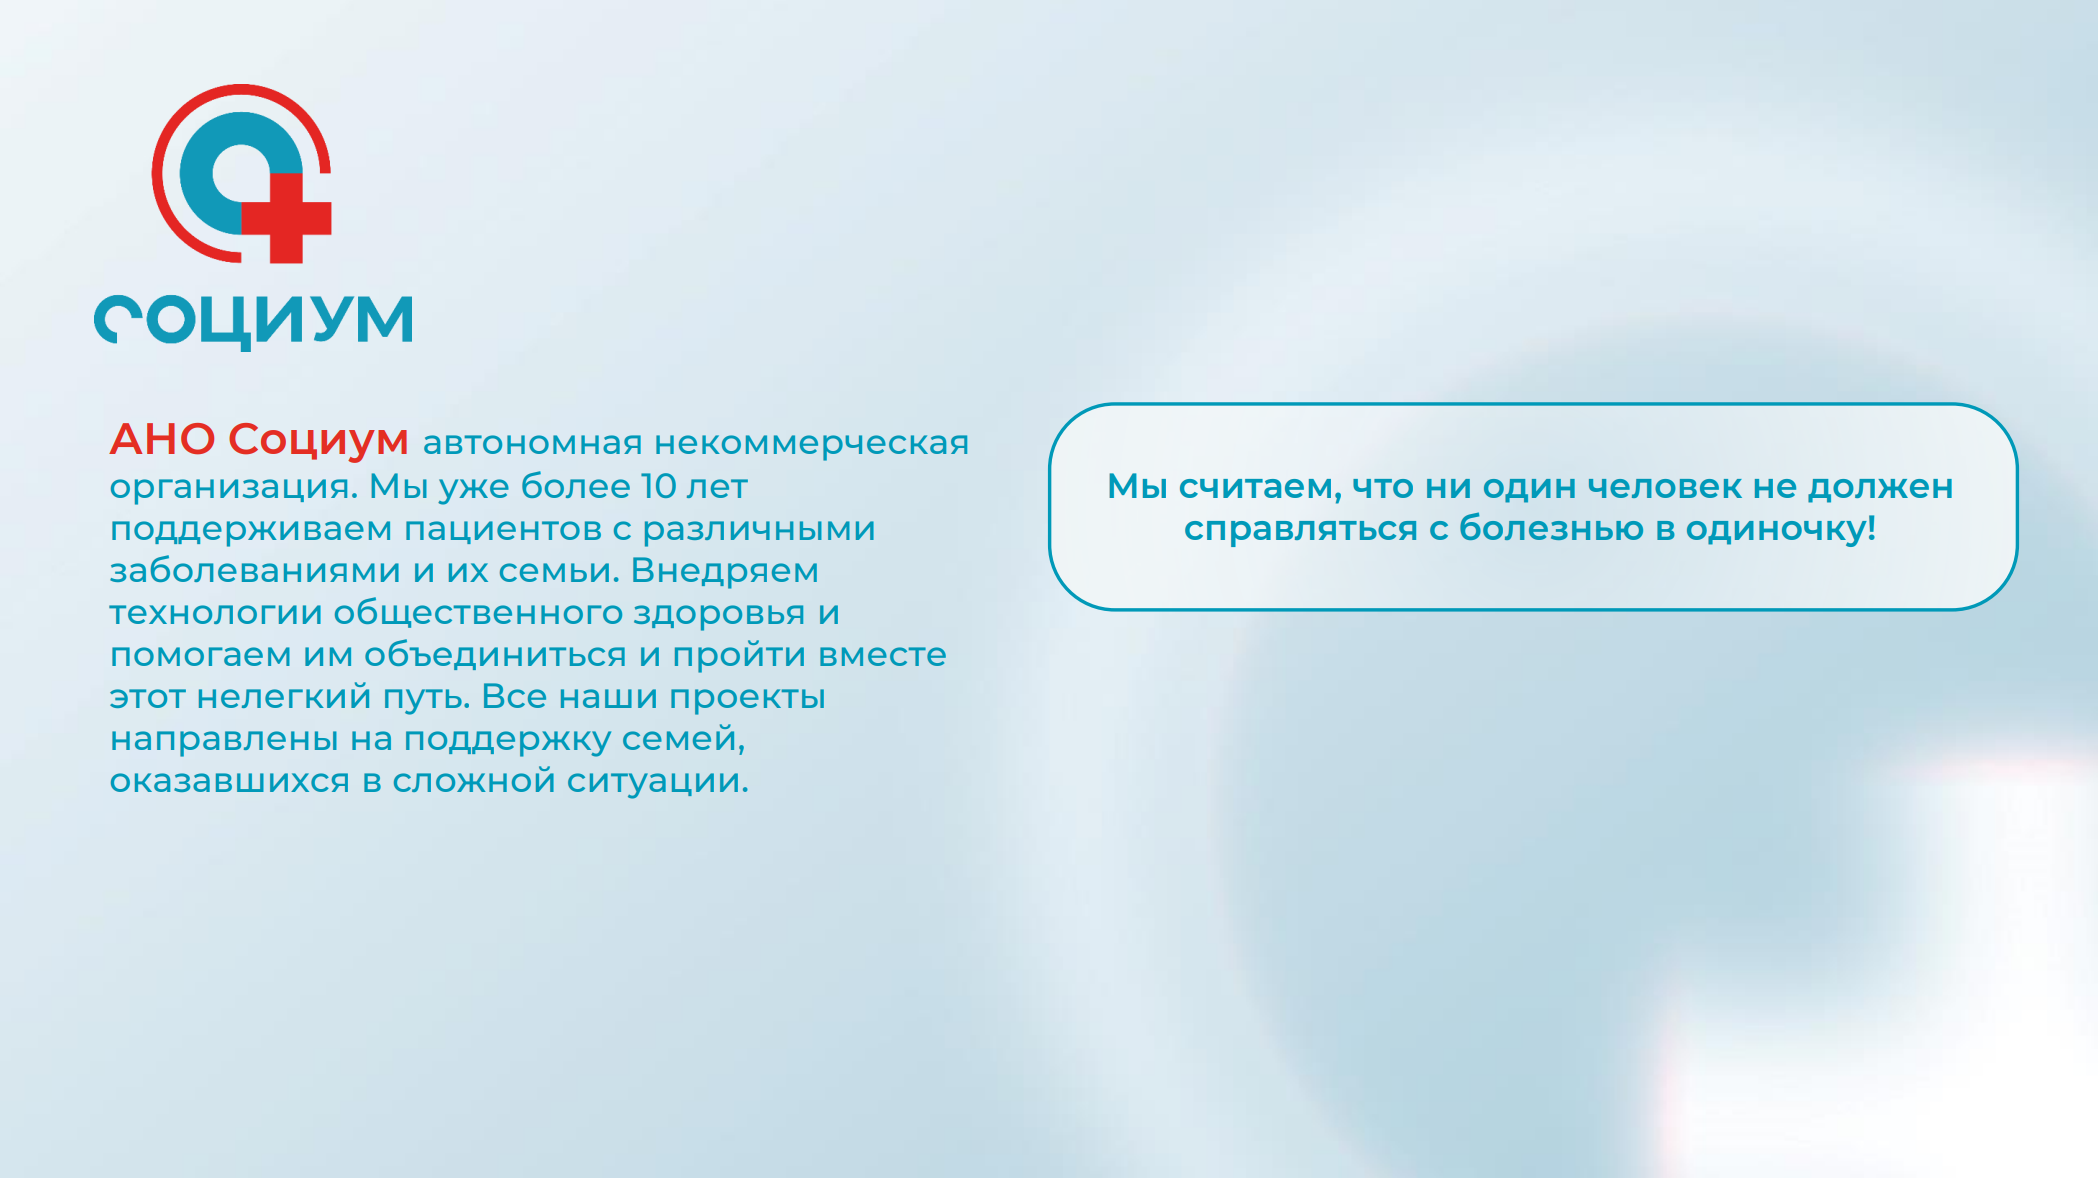 социум
АНО Социум автономная некоммерческая
организация. Мы уже более 10 лет
поддерживаем пациентов с различными
заболеваниями и их семьи. Внедряем
технологии общественного здоровья и
помогаем им объединиться и пройти вместе
этот нелегкий путь. Все наши проекты
направлены на поддержку семей,
оказавшихся в сложной ситуации.
Мы считаем, что ни один человек не должен
справляться с болезнью в одиночку!